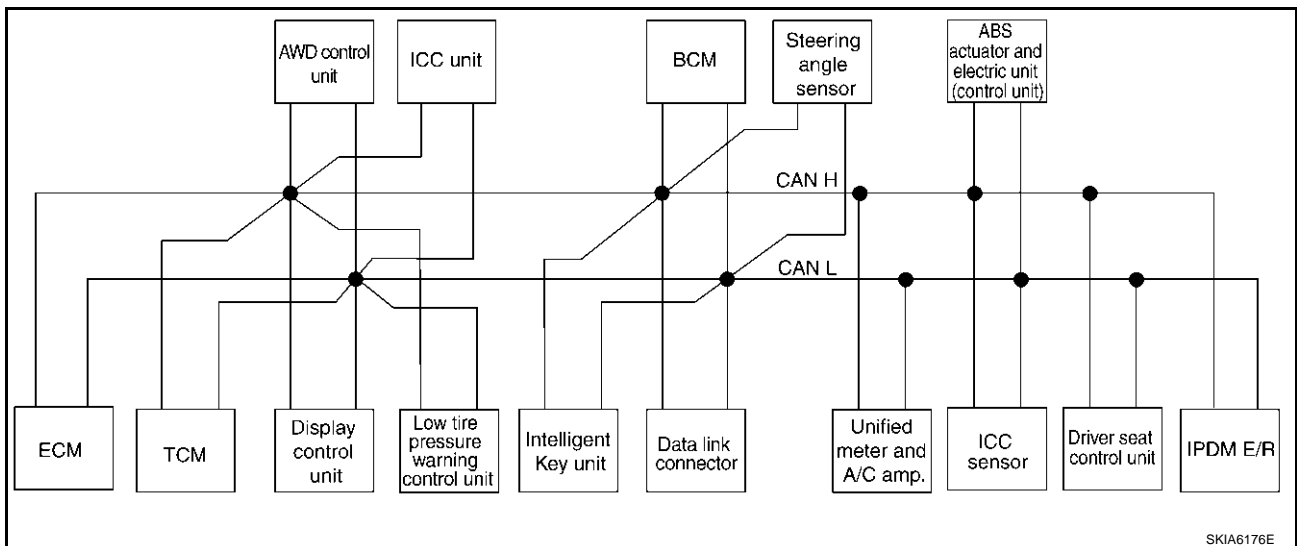 AWD control
unit
ICC unit
BCM
Steering
angle
sensor
ABS
actuator and
electric unit
(control unit)
CAN H
CAN L
ECM
TCM
Display
control
unit
Low tire
pressure
warning
control unit
Intelligent
Key unit
Data link
connector
Unified
meter and
A/C amp.
ICC
sensor
Driver seat
control unit
IPDM E/R
SKIA6176E